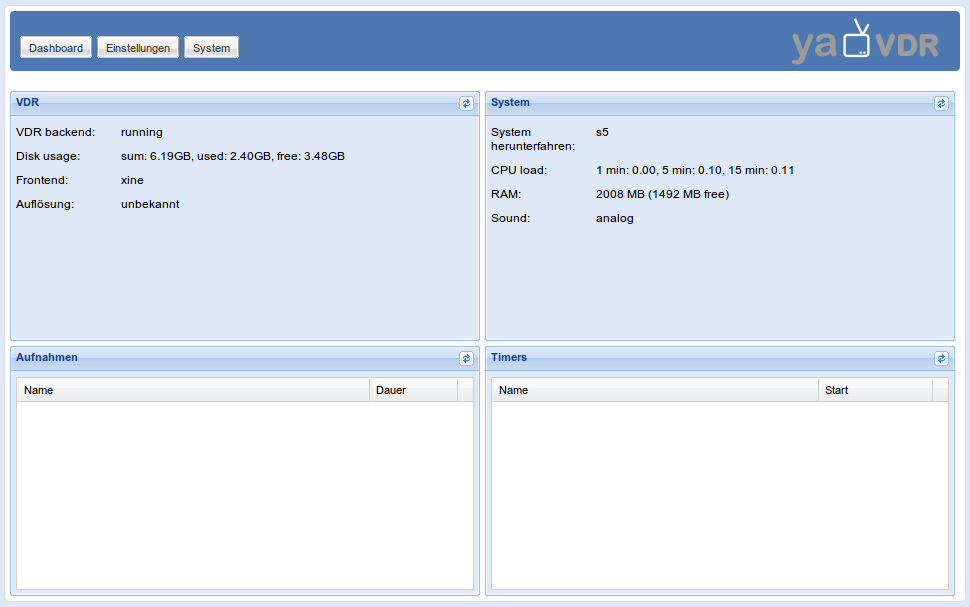 Dashboard Einstellungen System
yaVDR
VDR
VDR backend: running
Disk usage: sum: 6.19GB, used: 2.40GB, free: 3.48GB
Frontend: xine
Auflösung: unbekannt
System
System s5
herunterfahren:
CPU load: 1 min: 0.00, 5 min: 0.10, 15 min: 0.11
RAM: 2008 MB (1492 MB free)
Sound: analog
Aufnahmen
Name Dauer
Timers
Name Start